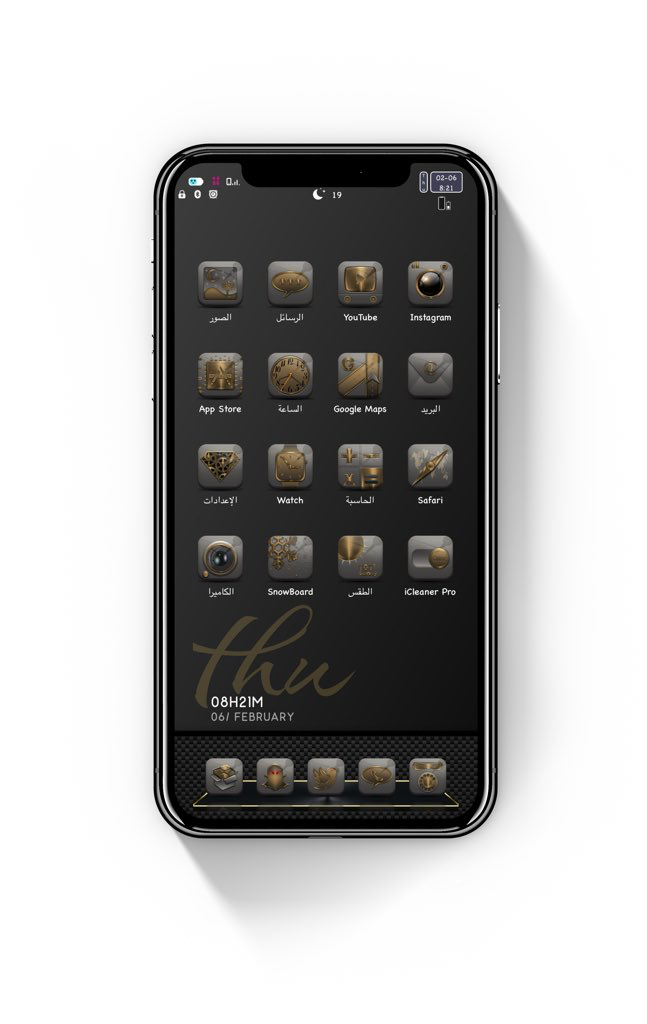 19
02-06
8:21
الصور
الرسائل
YouTube
Instagram
App Store
الساعة
Google Maps
البريد
الإعدادات
Watch
الحاسبة
Safari
الكاميرا
SnowBoard
الطقس
iCleaner Pro
thu
08H21M
06/ FEBRUARY